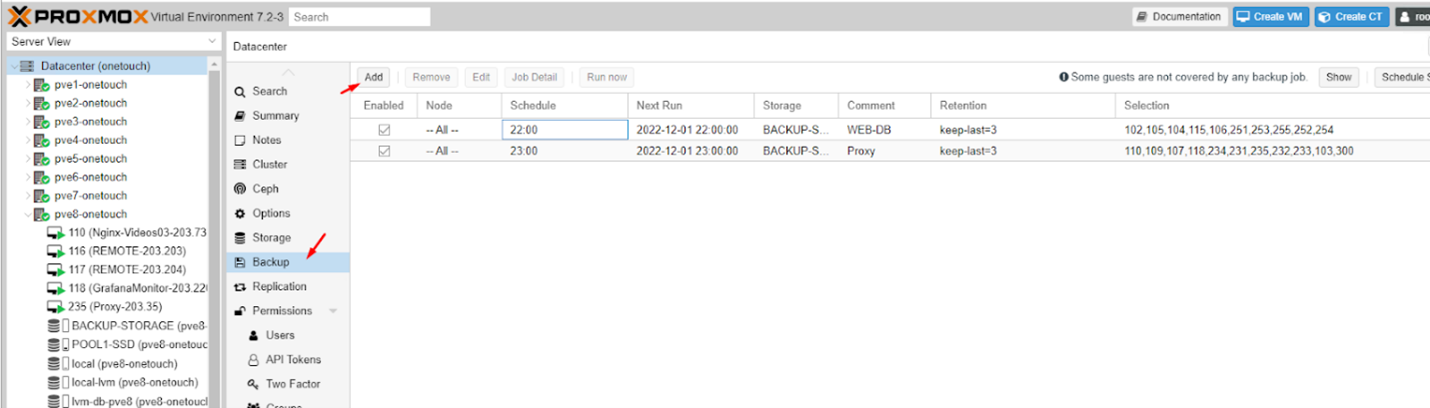 PROXMOX Virtual Environment 7.2-3 Search Documentation Create VM Create CT roo
Server View
Datacenter (onetouch)
pve1-onetouch
pve2-onetouch
pve3-onetouch
pve4-onetouch
pve5-onetouch
pve6-onetouch
pve7-onetouch
pve8-onetouch
110 (Nginx-Videos03-203.73
116 (REMOTE-203.203)
117 (REMOTE-203.204)
118 (GrafanaMonitor-203.220
235 (Proxy-203.35)
BACKUP-STORAGE (pve8-
POOL1-SSD (pve8-onetouc
local (pve8-onetouch)
local-lvm (pve8-onetouch)
lvm-db-pve8 (pve8-onetoucl
Datacenter
Search
Summary
Notes
Cluster
Ceph
Options
Storage
Backup
Replication
Permissions
Users
API Tokens
Two Factor
Groups
Add Remove Edit Job Detail Run now Some guests are not covered by any backup job. Show Schedule S
Enabled Node Schedule Next Run Storage Comment Retention Selection
-- All -- 22:00 2022-12-01 22:00:00 BACKUP-S... WEB-DB keep-last=3 102,105,104,115,106,251,253,255,252,254
-- All -- 23:00 2022-12-01 23:00:00 BACKUP-S... Proxy keep-last=3 110,109,107,118,234,231,235,232,233,103,300